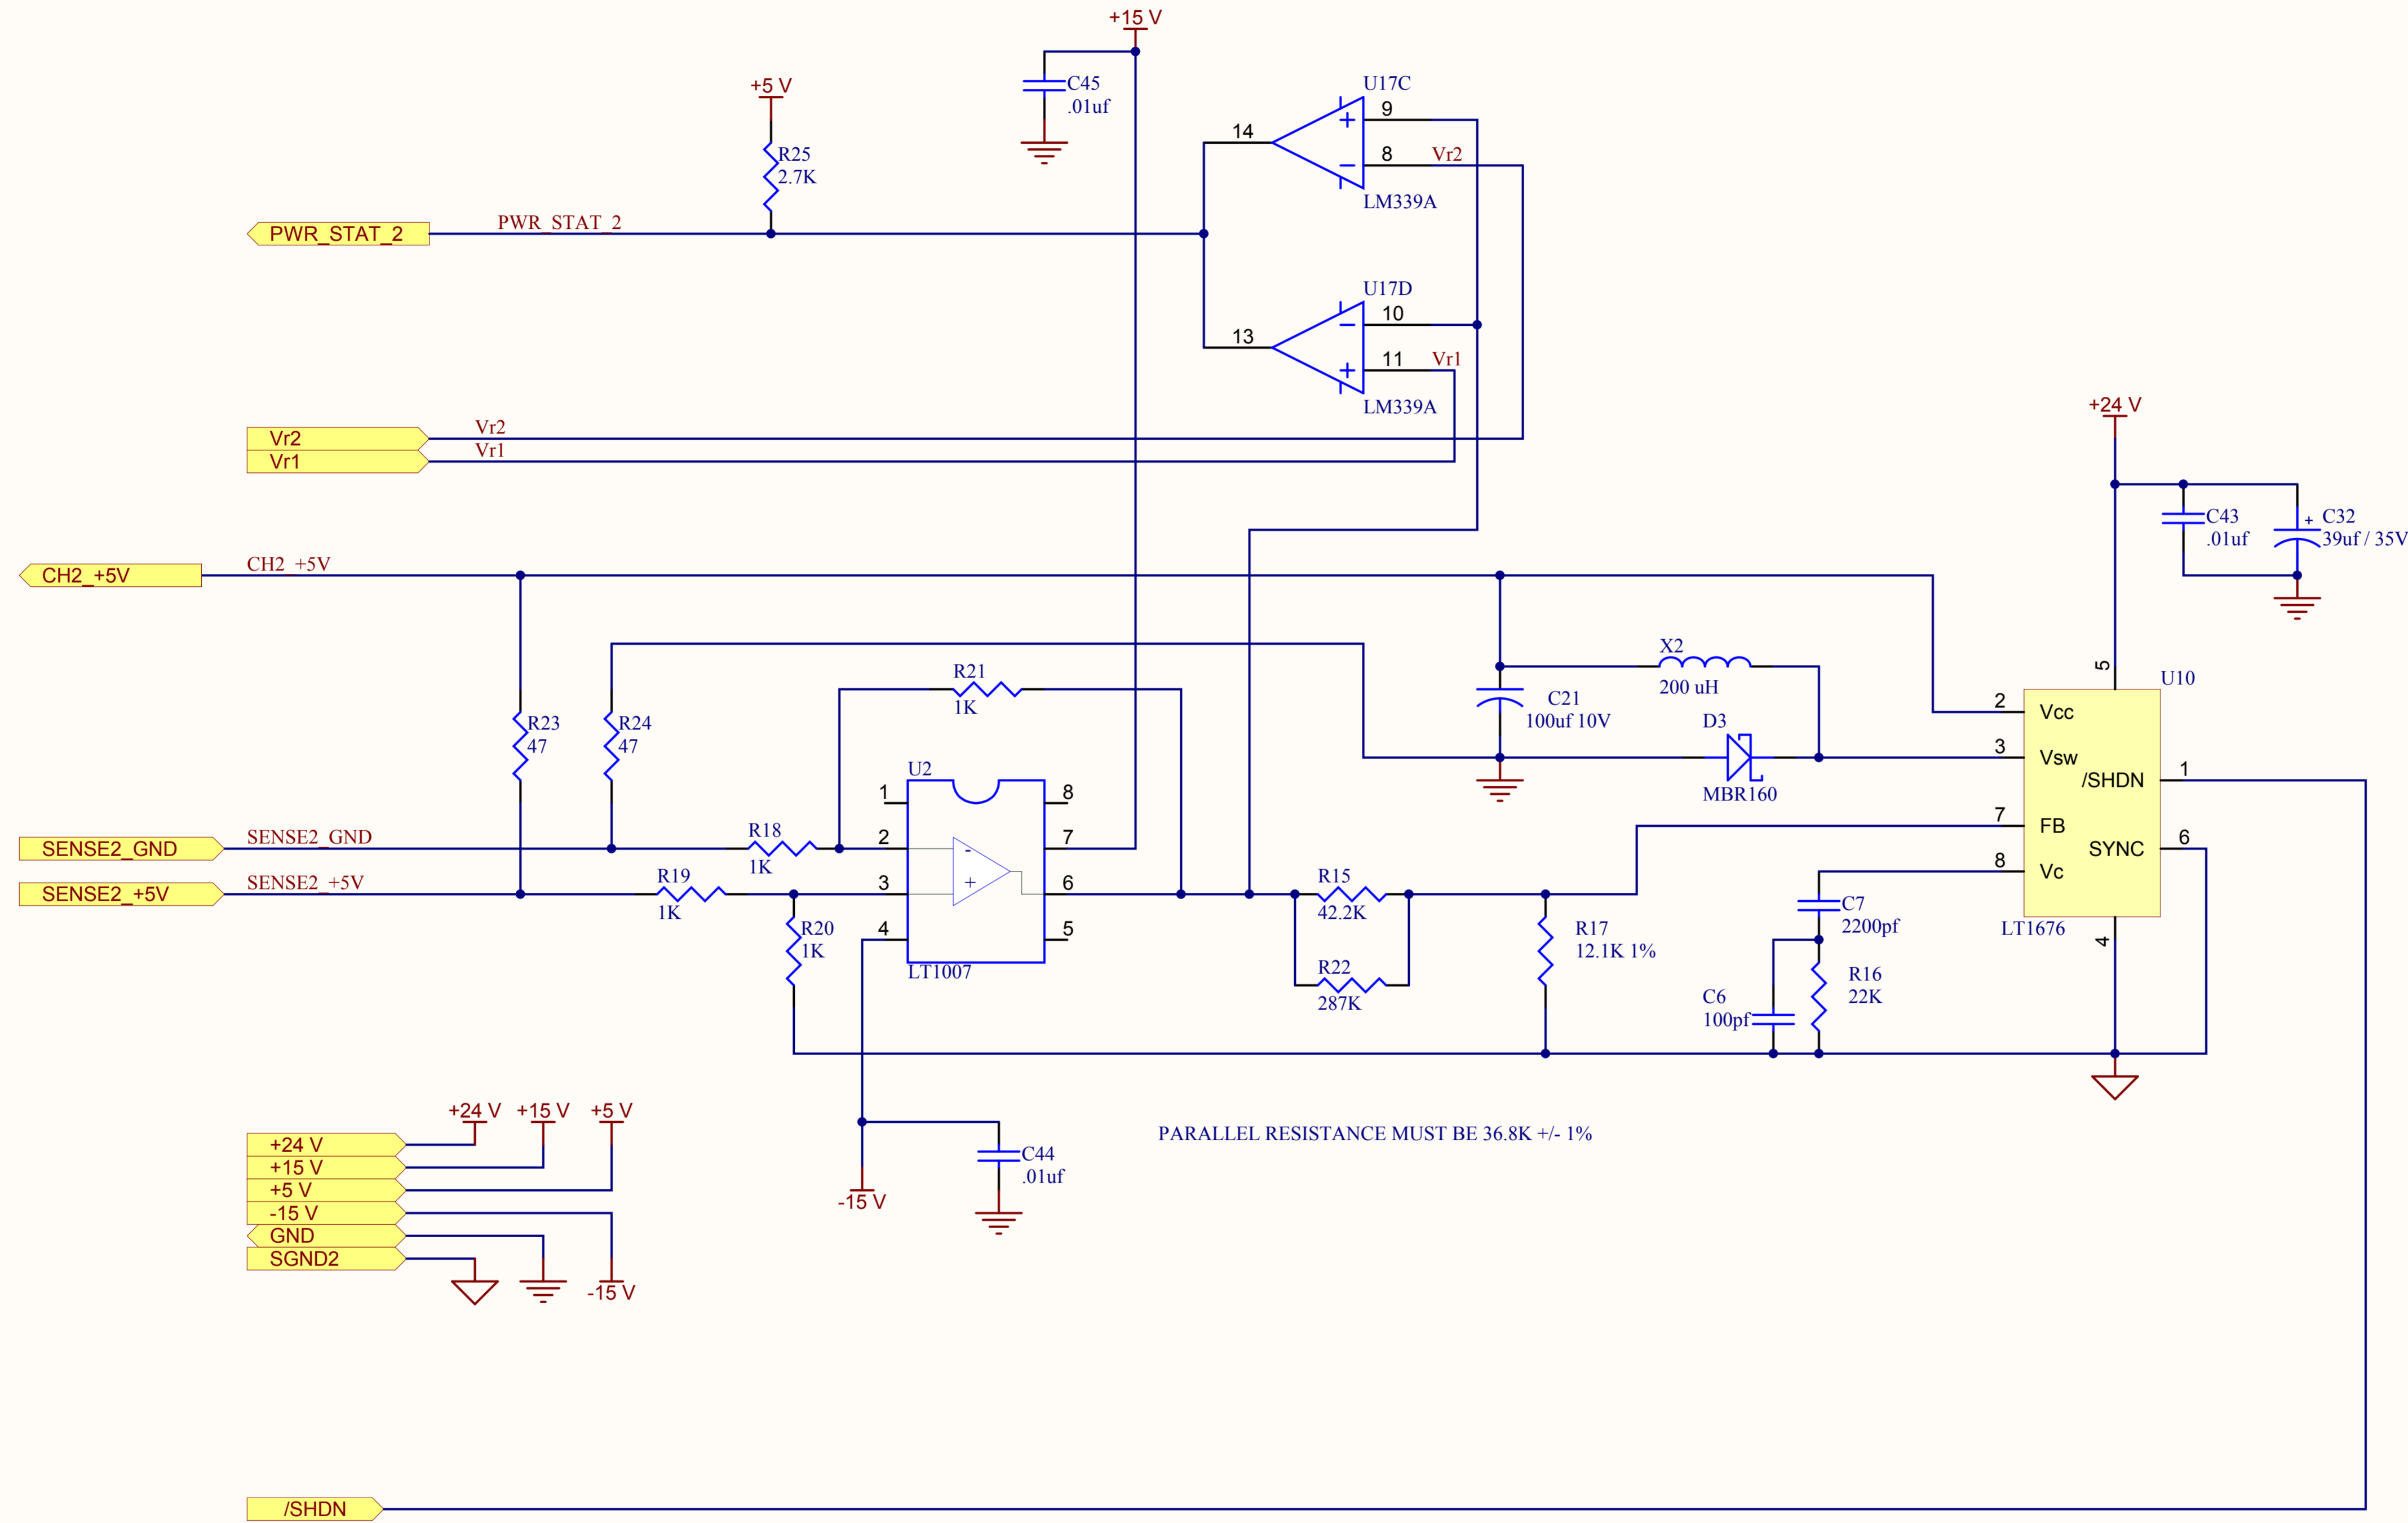 +15 V
C45
.01uf
+5 V
R25
2.7K
U17C
9
14
8
Vr2
LM339A
PWR_STAT_2
PWR_STAT_2
U17D
10
13
11
Vr1
LM339A
Vr2
Vr2
Vr1
Vr1
+24 V
C43
.01uf
+ C32
39uf / 35V
CH2_+5V
CH2_+5V
X2
200 uH
C21
100uf 10V
D3
MBR160
5
U10
2
Vcc
3
Vsw
/SHDN
1
7
FB
SYNC
6
8
Vc
LT1676
4
R21
1K
R23
47
R24
47
U2
1
8
2
7
3
6
4
5
-
+
LT1007
SENSE2_GND
SENSE2_GND
R18
1K
SENSE2_+5V
SENSE2_+5V
R19
1K
R20
1K
R15
42.2K
R22
287K
R17
12.1K 1%
C7
2200pf
R16
22K
C6
100pf
PARALLEL RESISTANCE MUST BE 36.8K +/- 1%
C44
.01uf
-15 V
+24 V
+15 V
+5 V
+24 V
+15 V
+5 V
-15 V
GND
SGND2
-15 V
/SHDN